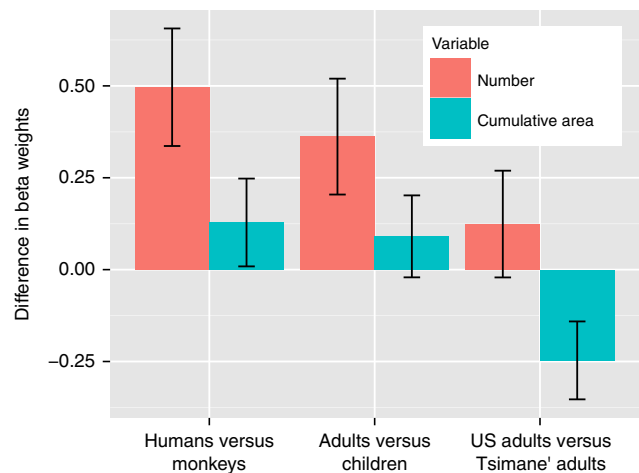 Variable
Number
Cumulative area
Difference in beta weights
0.50
0.25
0.00
−0.25
Humans versus
monkeys
Adults versus
children
US adults versus
Tsimane' adults